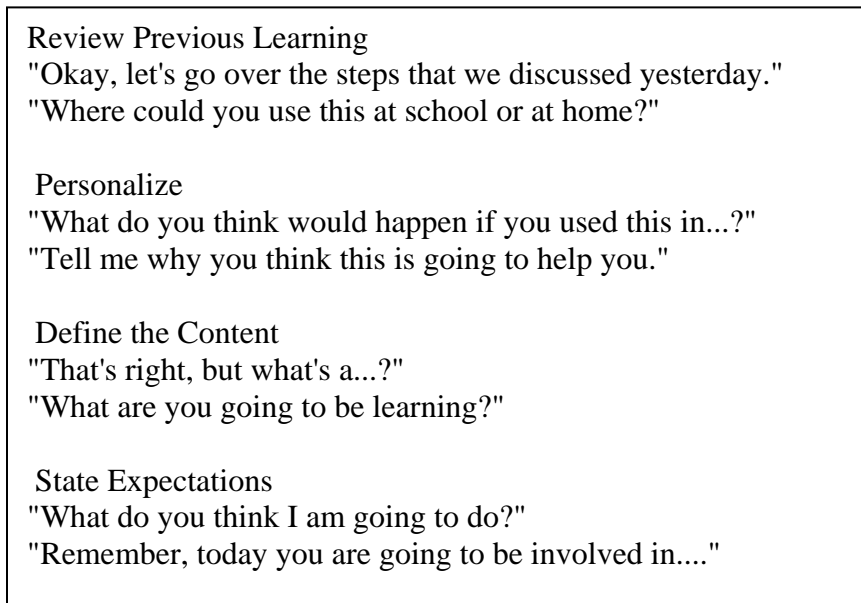 Review Previous Learning
"Okay, let's go over the steps that we discussed yesterday."
"Where could you use this at school or at home?"
Personalize
"What do you think would happen if you used this in...?"
"Tell me why you think this is going to help you."
Define the Content
"That's right, but what's a...?"
"What are you going to be learning?"
State Expectations
"What do you think I am going to do?"
"Remember, today you are going to be involved in...."